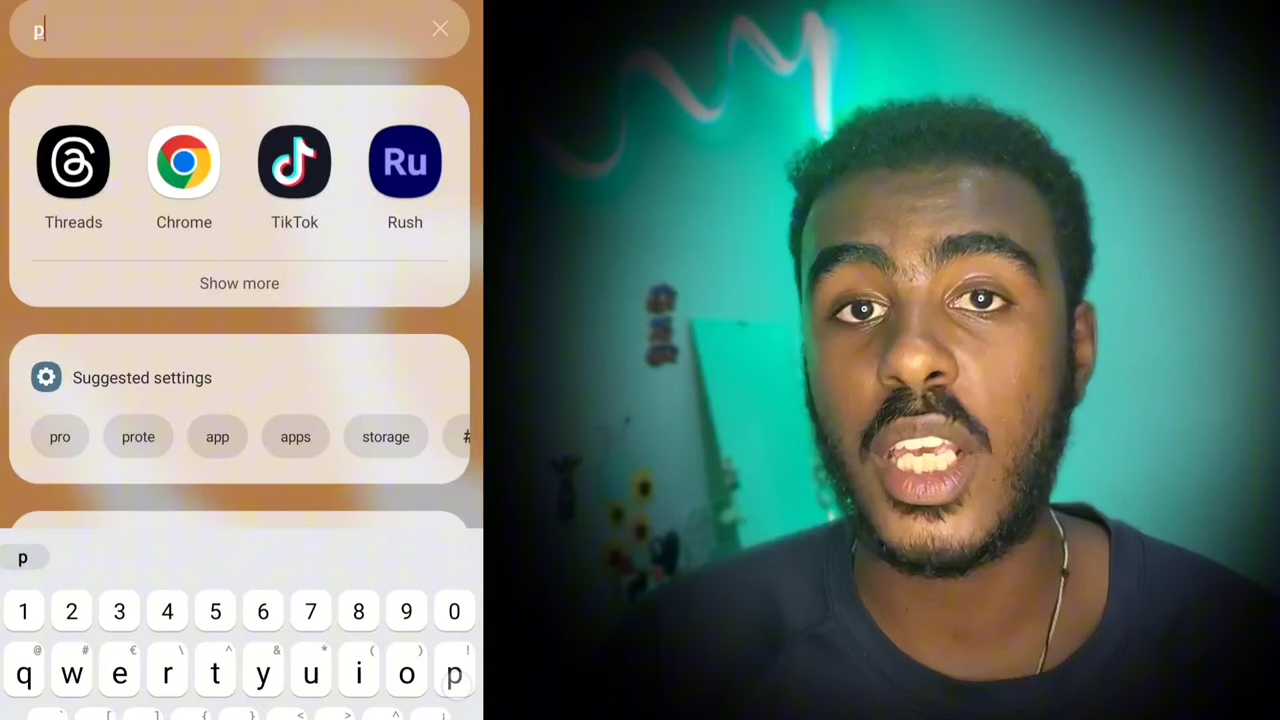 p
Ru
Threads Chrome TikTok Rush
Show more
Suggested settings
pro prote app apps storage #
p
1 2 3 4 5 6 7 8 9 0
@ # € \ ^ & * ( ) !
q w e r t y u i o p
` [ ] { } < > ^ ¡